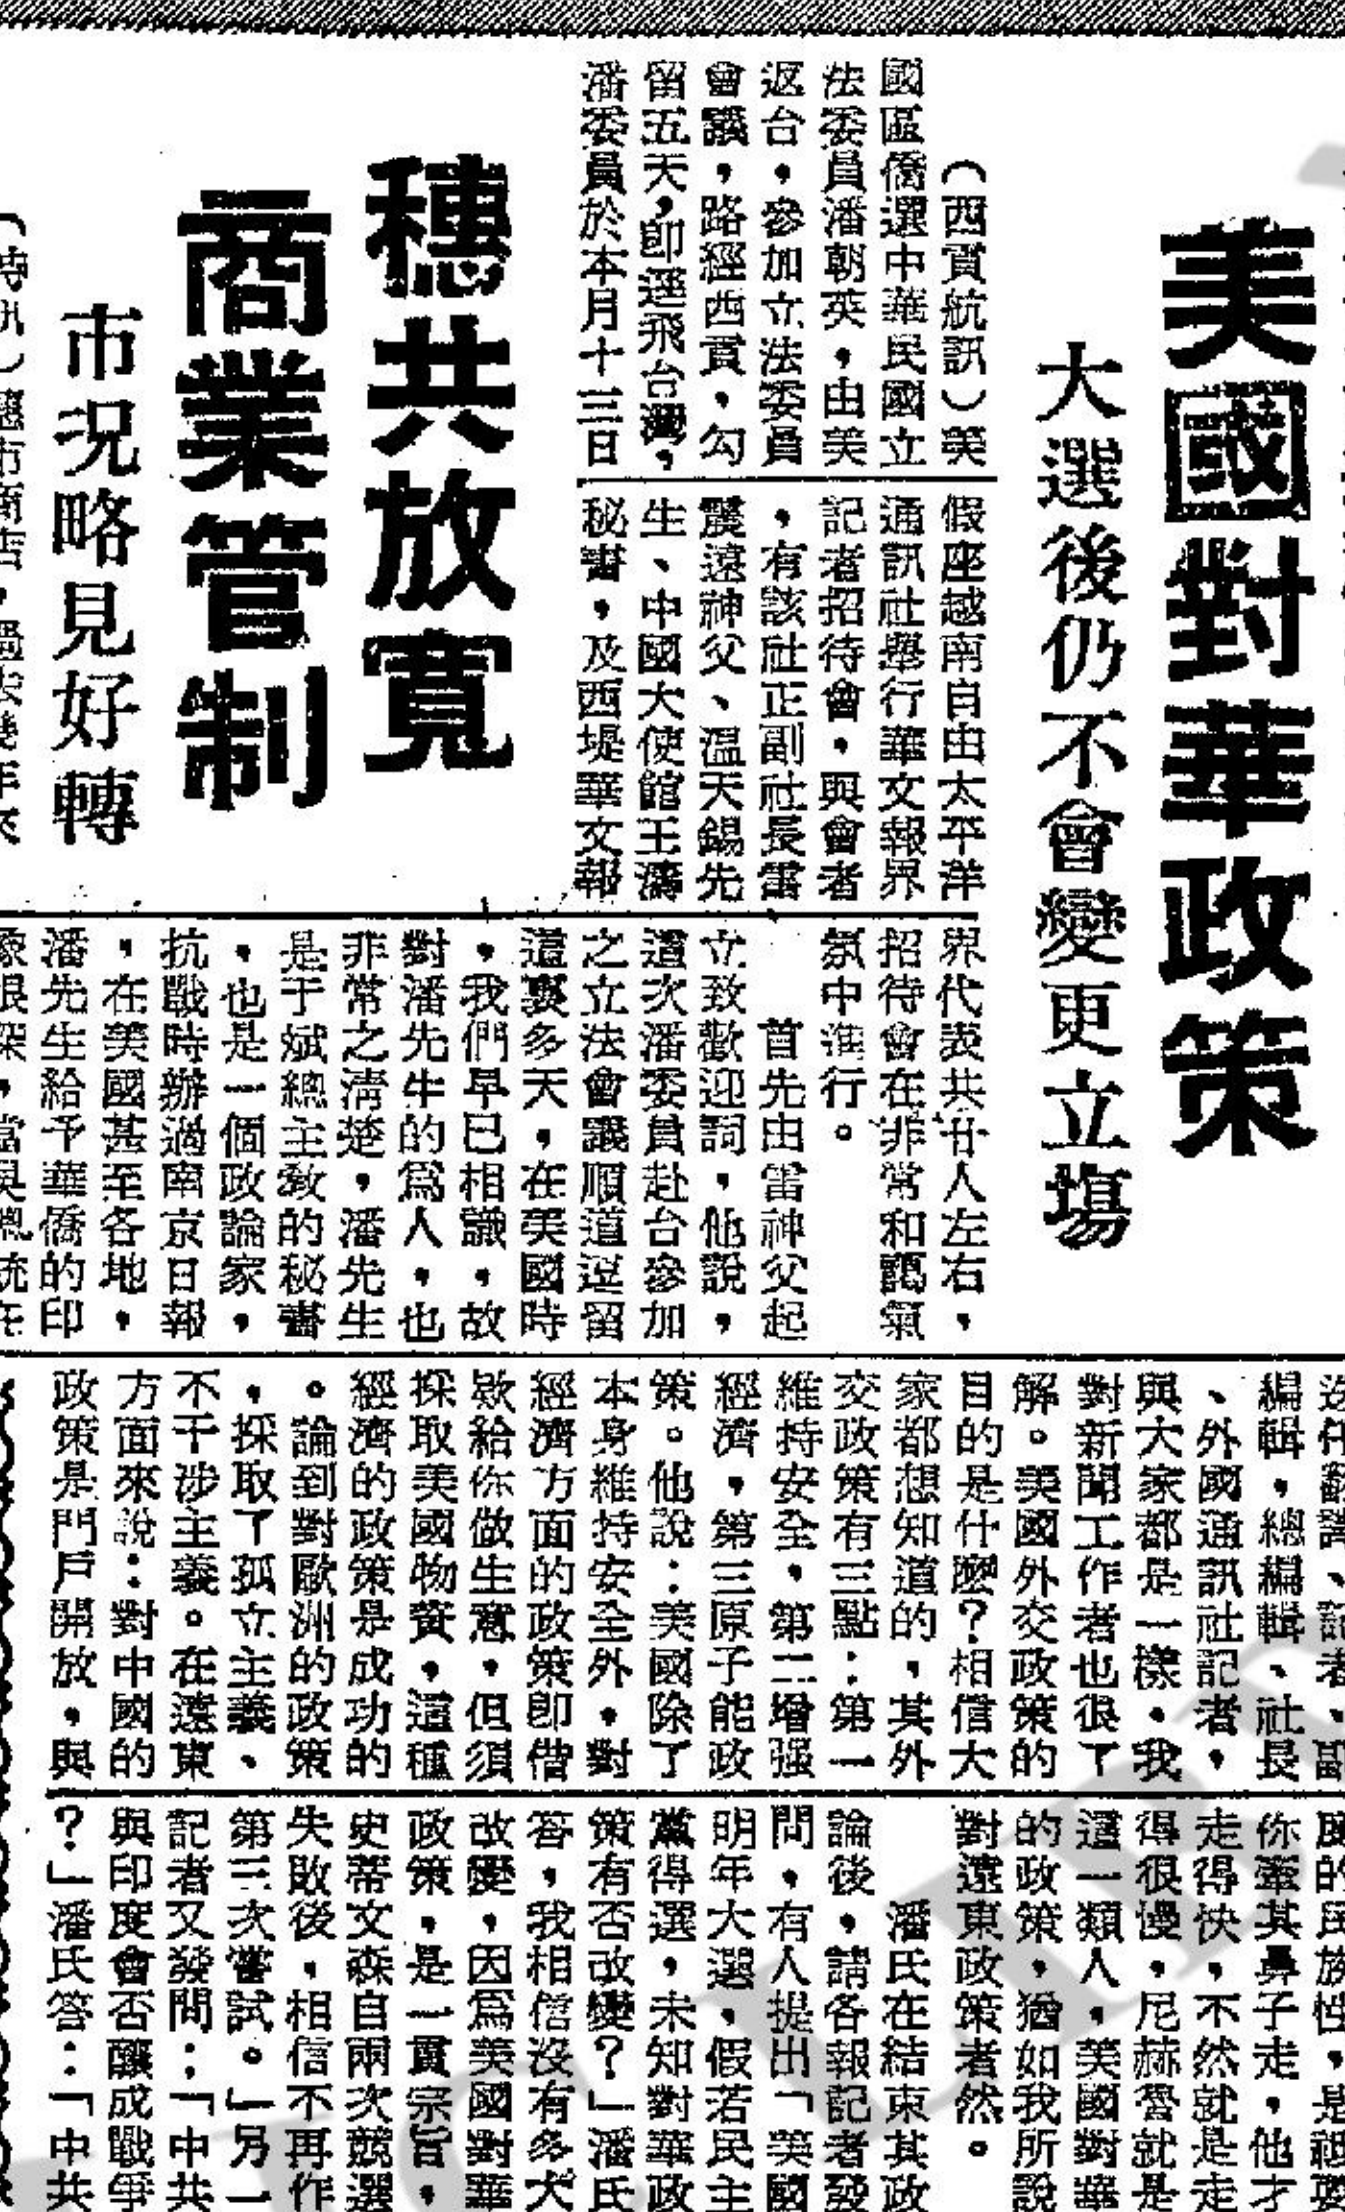 美國對華政策
大選後仍不會變更立場
（西貢航訊）美
國區僑選中華民國立
法委員潘朝英，由美
返台，參加立法委員
會議，路經西貢，勾
留五天，即逕飛台灣，
潘委員於本月十三日
假座越南自由太平洋
通訊社舉行華文報界
記者招待會，與會者
，有該社正副社長雷
震遠神父、溫天錫先
生、中國大使館王濤
秘書，及西堤華文報
界代表共廿人左右，
招待會在非常和藹氣
氛中進行。
首先由雷神父起
立致歡迎詞，他說，
這次潘委員赴台參加
之立法會議順道逗留
這裏多天，在美國時
，我們早已相識，故
對潘先生的為人，也
非常之清楚，潘先生
是于斌總主教的秘書
，也是一個政論家，
抗戰時辦過南京日報
，在美國甚至各地，
潘先生給予華僑的印
編輯，總編輯、社長
、外國通訊社記者，
與大家都是一樣。我
對新聞工作者也很了
解。美國外交政策的
目的是什麼？相信大
家都想知道的，其外
交政策有三點：第一
維持安全，第二增强
經濟，第三原子能政
策。他說：美國除了
本身維持安全外，對
經濟方面的政策即借
欵給你做生意，但須
採取美國物資，這種
經濟的政策是成功的
。論到對歐洲的政策
，採取了孤立主義、
不干涉主義。在遠東
方面來說：對中國的
政策是門戶開放，與
的民族性，是
你牽其鼻子走，他才
走得快，不然就是走
得很慢，尼赫魯就是
這一類人，美國對華
的政策，猶如我所說
對遠東政策者然。
潘氏在結束其政
論後，請各報記者發
問，有人提出「美國
明年大選，假若民主
黨得選，未知對華政
策有否改變？」潘氏
答，我相信沒有多大
改變，因為美國對華
政策，是一貫宗旨，
史蒂文森自兩次競選
失敗後，相信不再作
第三次嘗試。」另一
記者又發問：「中共
與印度會否釀成戰爭
？」潘氏答：「中共
穗共放寬
商業管制
市況略見好轉